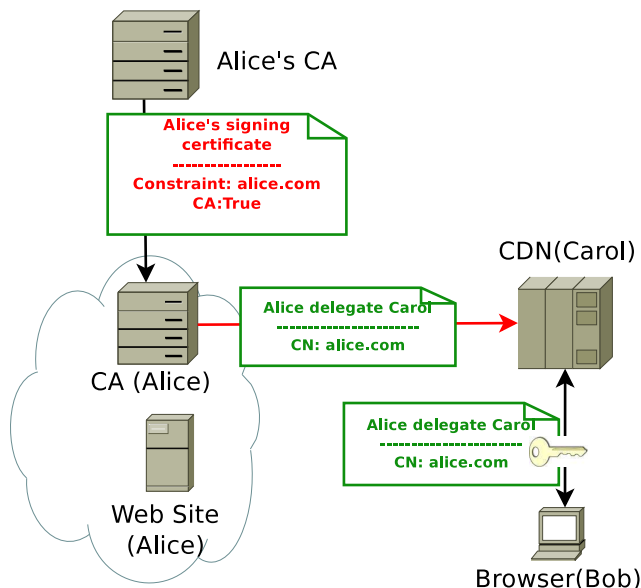 Alice's CA
Alice's signing
certificate
-----------------
Constraint: alice.com
CA:True
CDN(Carol)
Alice delegate Carol
----------------------
CN: alice.com
CA (Alice)
Alice delegate Carol
----------------------
CN: alice.com
Web Site
(Alice)
Browser(Bob)